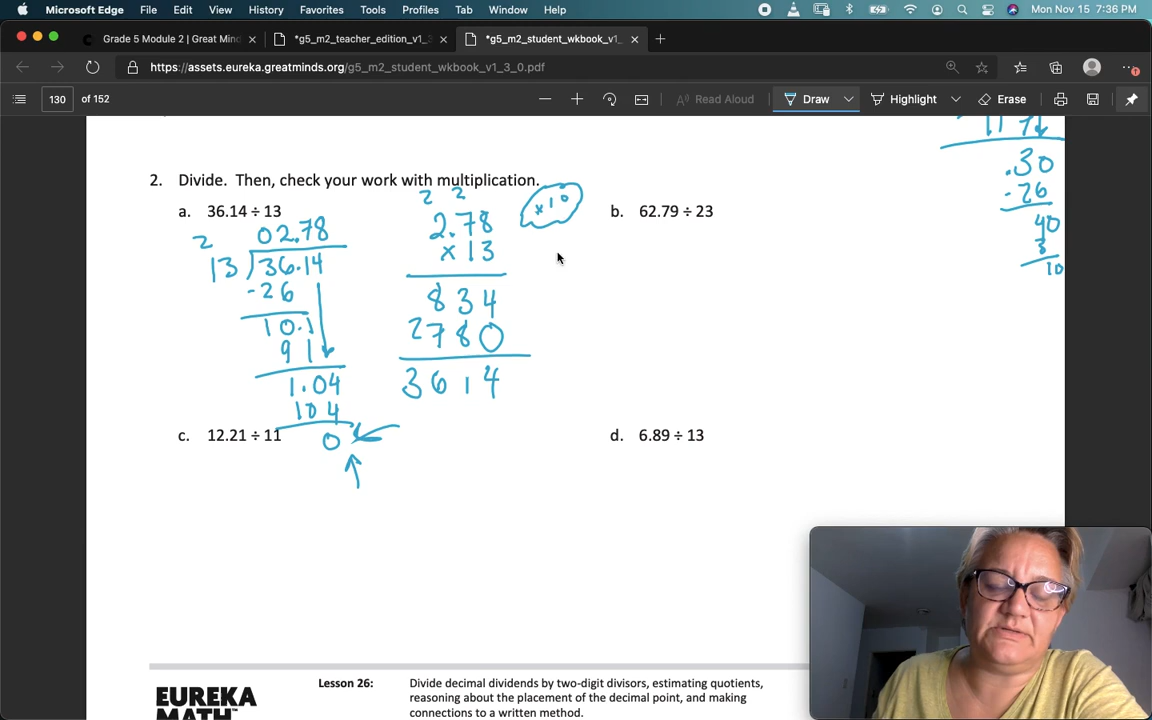 Microsoft Edge File Edit View History Favorites Tools Profiles Tab Window Help Mon Nov 15 7:36 PM
Grade 5 Module 2 | Great Mind
*g5_m2_teacher_edition_v1_3
*g5_m2_student_wkbook_v1_
https://assets.eureka.greatminds.org/g5_m2_student_wkbook_v1_3_0.pdf
130 of 152 Read Aloud Draw Highlight Erase
.30
-26
40
3
10
2. Divide. Then, check your work with multiplication.
a. 36.14 ÷ 13
2
02.78
13 36.14
-26
10.1
91
1.04
104
0
2 2
2.78
×13
834
2780
3614
×10
b. 62.79 ÷ 23
c. 12.21 ÷ 11
d. 6.89 ÷ 13
EUREKA
MATH™
Lesson 26: Divide decimal dividends by two-digit divisors, estimating quotients,
reasoning about the placement of the decimal point, and making
connections to a written method.